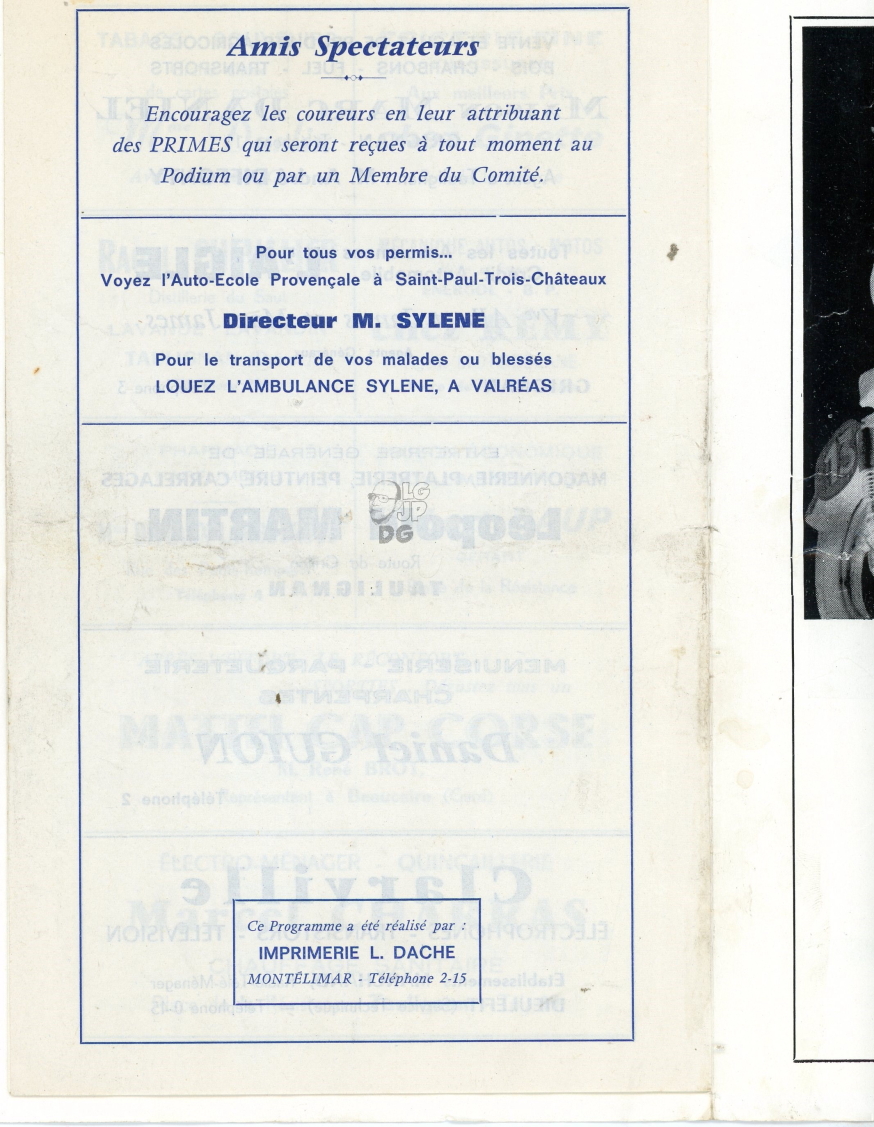 Amis Spectateurs
Encouragez les coureurs en leur attribuant
des PRIMES qui seront reçues à tout moment au
Podium ou par un Membre du Comité.
Pour tous vos permis...
Voyez l'Auto-Ecole Provençale à Saint-Paul-Trois-Châteaux
Directeur M. SYLENE
Pour le transport de vos malades ou blessés
LOUEZ L'AMBULANCE SYLENE, A VALRÉAS
LG
JP
DG
Ce Programme a été réalisé par :
IMPRIMERIE L. DACHE
MONTÉLIMAR - Téléphone 2-15